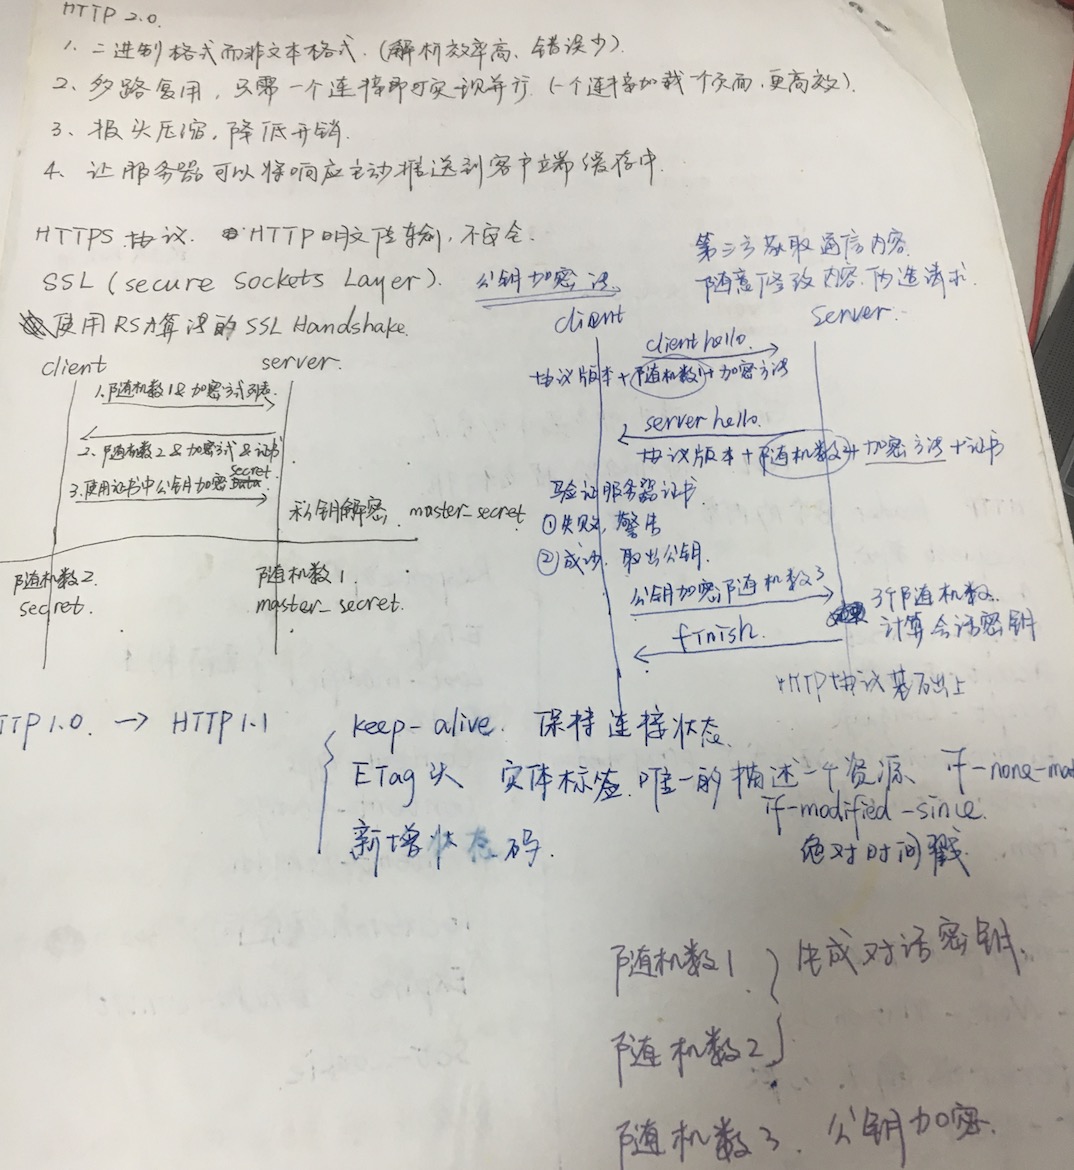 HTTP 2.0.
1、二进制格式而非文本格式.(解析效率高、错误少).
2、多路复用,只需一个连接即可实现并行.(一个连接加载一个页面,更高效).
3、报头压缩,降低开销.
4、让服务器可以将响应主动推送到客户端缓存中.
HTTPS 协议. HTTP明文传输,不安全.
第三方获取通信内容.
随意修改内容.伪造请求.
SSL(secure Sockets Layer).
公钥加密法.
使用RSA算法的SSL Handshake.
client server.
1.随机数1&加密方式列表.
2、随机数2&加密方式&证书
3.使用证书中公钥加密 secret
私钥解密. master_secret
随机数2.
secret.
随机数1.
master_secret.
client server.
client hello.
协议版本+随机数1+加密方法
server hello.
协议版本+随机数2+加密方法+证书
验证服务器证书.
①失败,警告
②成功.取出公钥.
公钥加密随机数3
3个随机数.
计算会话密钥
finish.
HTTP协议基础上
TTP 1.0. → HTTP 1.1
keep-alive. 保持连接状态.
ETag头 实体标签.唯一的描述一个资源、 if-none-mat
if-modified-since.
绝对时间戳.
新增状态码.
随机数1
随机数2
生成对话密钥.
随机数3. 公钥加密.